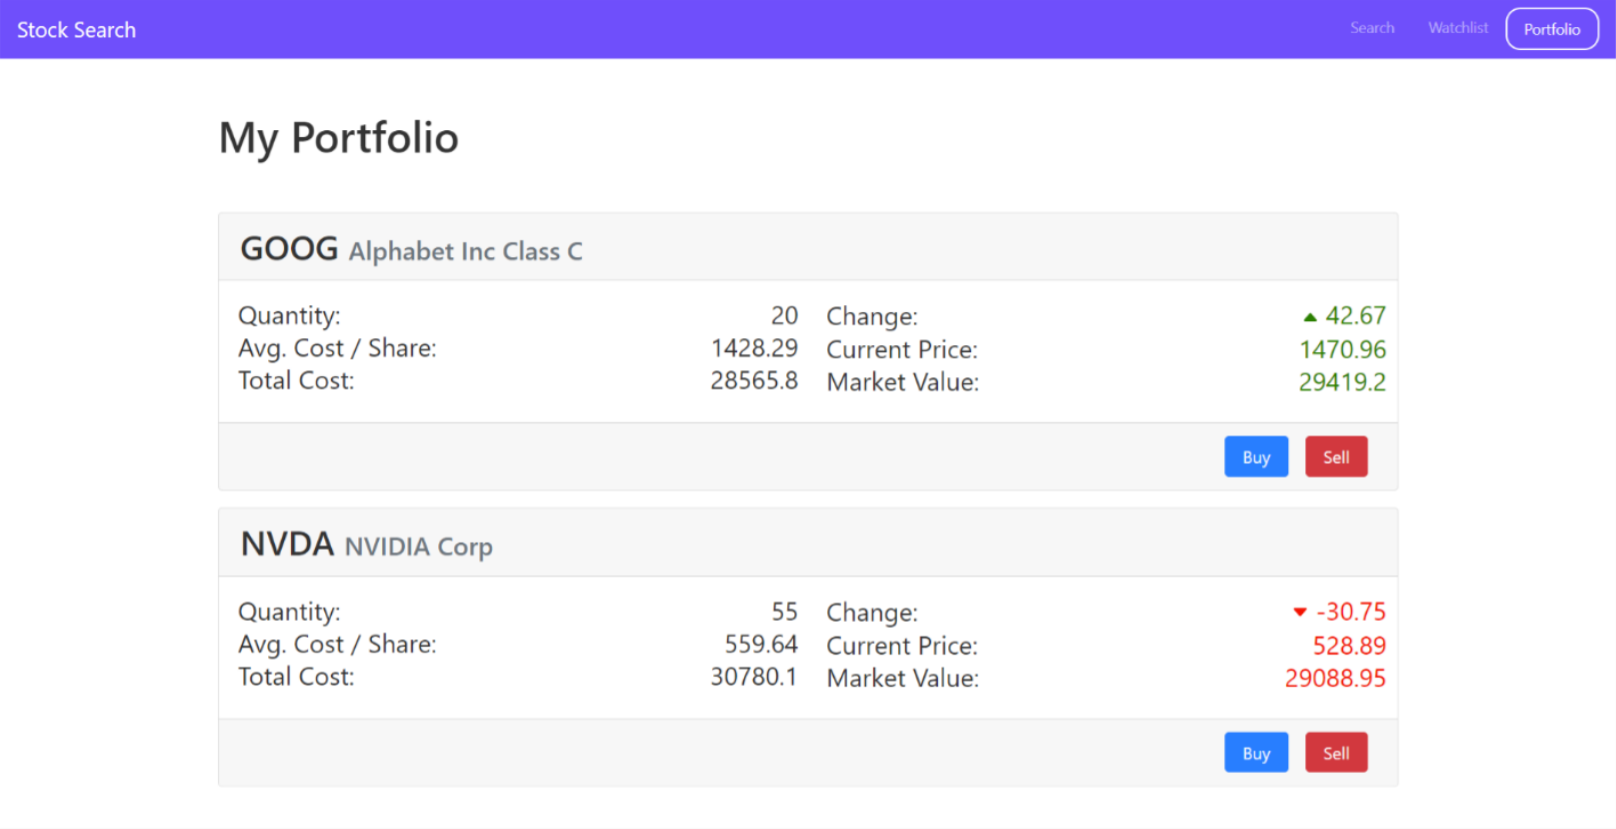 Stock Search
Search Watchlist Portfolio
My Portfolio
GOOG Alphabet Inc Class C
Quantity: 20 Change: ▲ 42.67
Avg. Cost / Share: 1428.29 Current Price: 1470.96
Total Cost: 28565.8 Market Value: 29419.2
Buy Sell
NVDA NVIDIA Corp
Quantity: 55 Change: ▼ -30.75
Avg. Cost / Share: 559.64 Current Price: 528.89
Total Cost: 30780.1 Market Value: 29088.95
Buy Sell